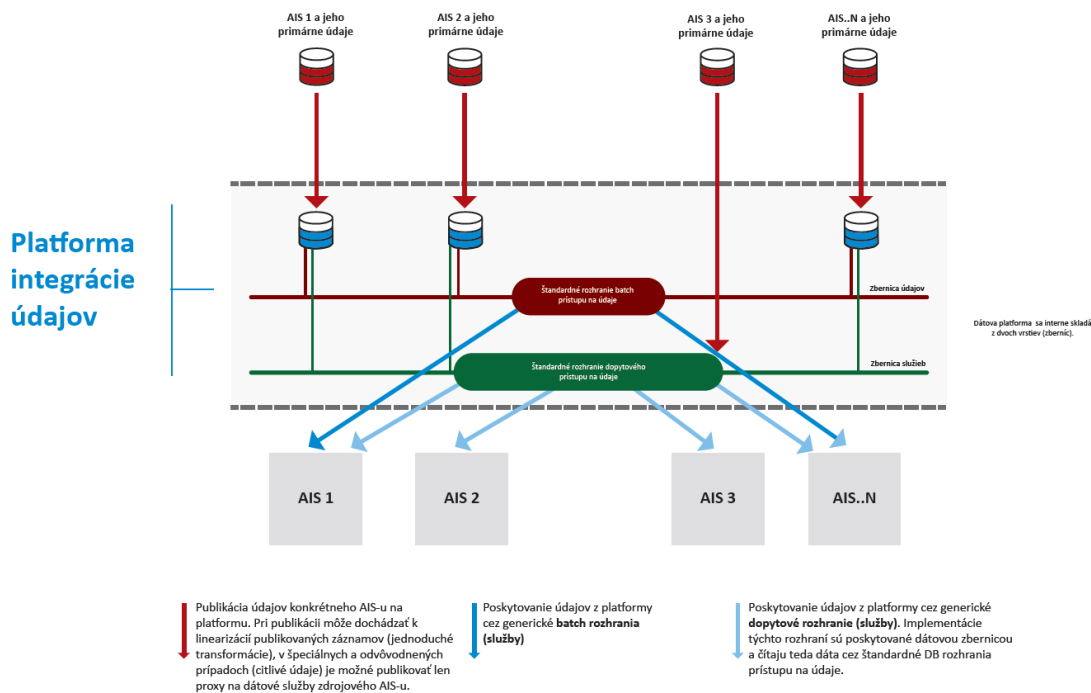 AIS 1 a jeho
primárne údaje
AIS 2 a jeho
primárne údaje
AIS 3 a jeho
primárne údaje
AIS..N a jeho
primárne údaje
Platforma
integrácie
údajov
Štandardné rozhranie batch
prístupu na údaje
Zbernica údajov
Dátova platforma sa interne skladá
z dvoch vrstiev (zberníc).
Štandardné rozhranie dopytového
prístupu na údaje
Zbernica služieb
AIS 1
AIS 2
AIS 3
AIS..N
Publikácia údajov konkrétneho AIS-u na
platformu. Pri publikácii môže dochádzať k
linearizácií publikovaných záznamov (jednoduché
transformácie), v špeciálnych a odvôvodnených
prípadoch (citlivé údaje) je možné publikovať len
proxy na dátové služby zdrojového AIS-u.
Poskytovanie údajov z platformy
cez generické batch rozhrania
(služby)
Poskytovanie údajov z platformy cez generické
dopytové rozhranie (služby). Implementácie
týchto rozhraní sú poskytované dátovou zbernicou
a čítaju teda dáta cez štandardné DB rozhrania
prístupu na údaje.